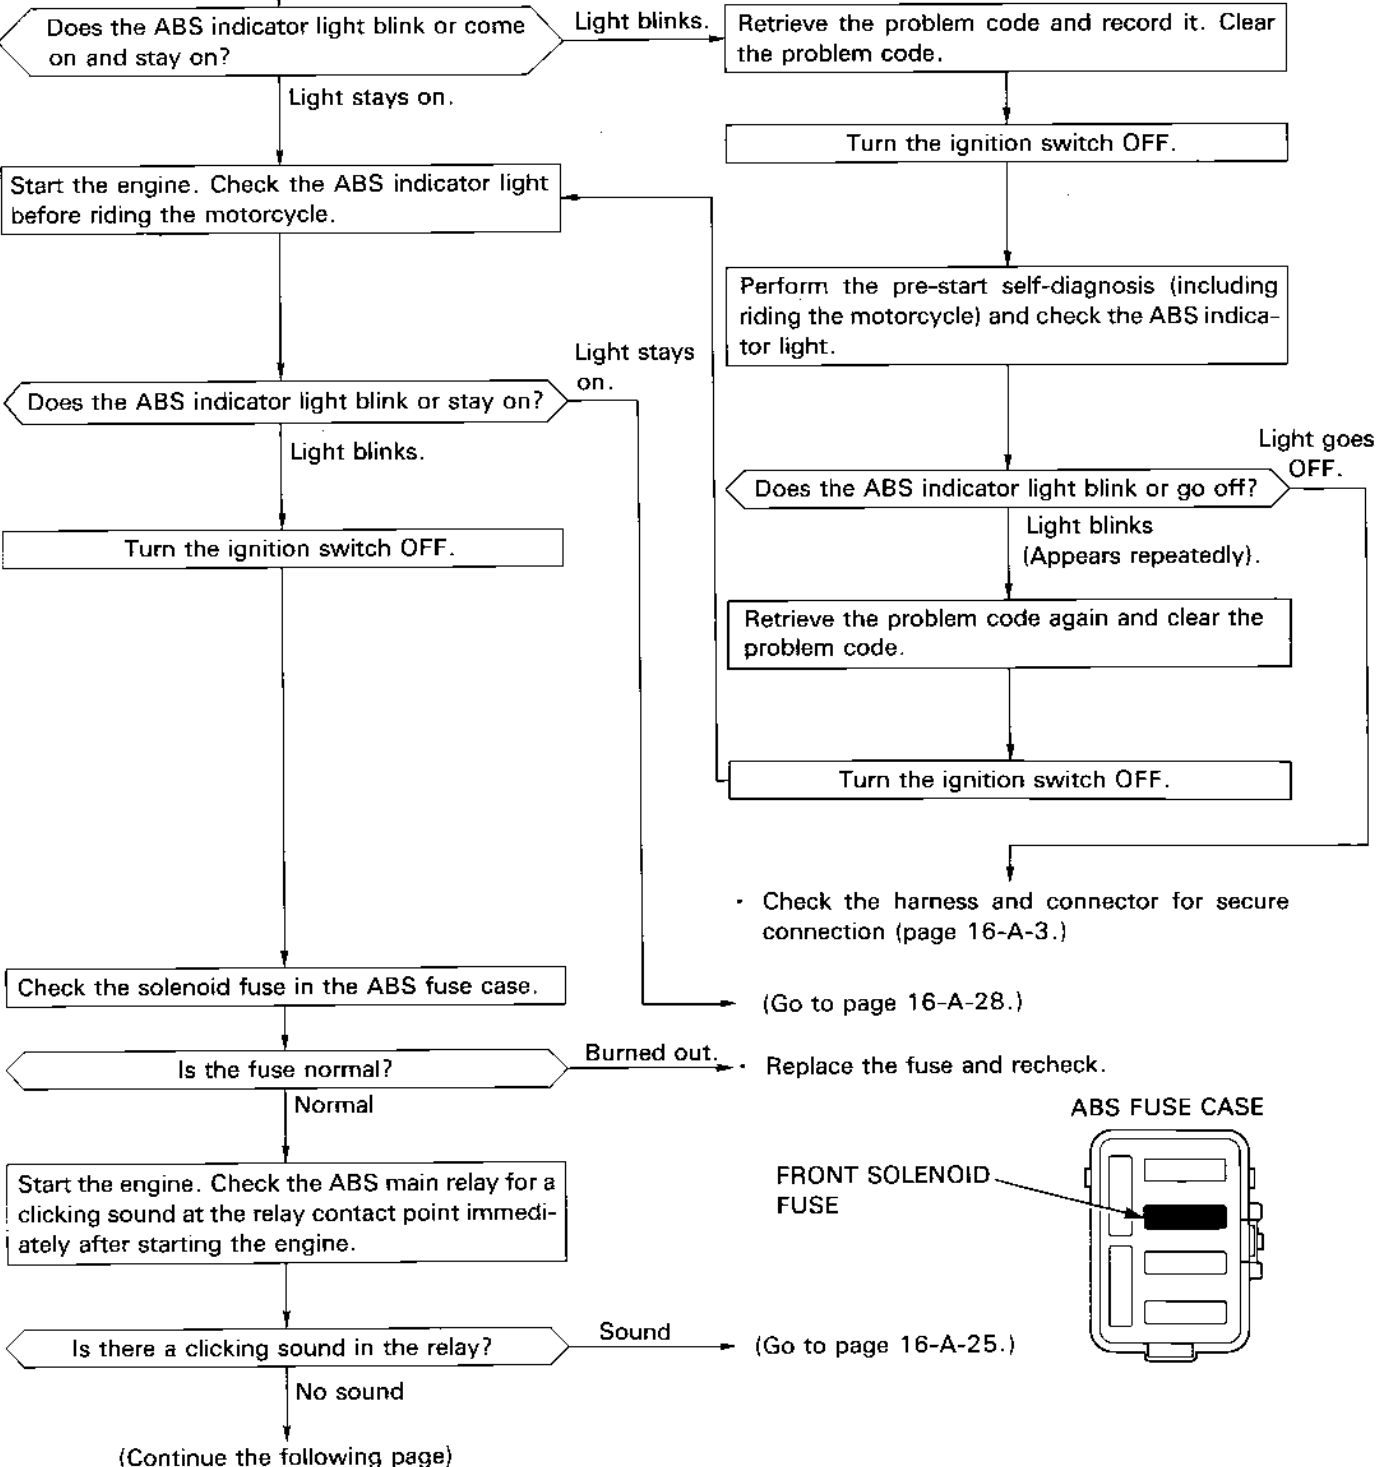 Does the ABS indicator light blink or come
on and stay on?
Light blinks.
Retrieve the problem code and record it. Clear
the problem code.
Light stays on.
Turn the ignition switch OFF.
Start the engine. Check the ABS indicator light
before riding the motorcycle.
Perform the pre-start self-diagnosis (including
riding the motorcycle) and check the ABS indica-
tor light.
Light stays
on.
Does the ABS indicator light blink or stay on?
Light blinks.
Light goes
OFF.
Does the ABS indicator light blink or go off?
Light blinks
(Appears repeatedly).
Turn the ignition switch OFF.
Retrieve the problem code again and clear the
problem code.
Turn the ignition switch OFF.
· Check the harness and connector for secure
connection (page 16-A-3.)
Check the solenoid fuse in the ABS fuse case.
(Go to page 16-A-28.)
Is the fuse normal?
Burned out.
· Replace the fuse and recheck.
Normal
ABS FUSE CASE
FRONT SOLENOID
FUSE
Start the engine. Check the ABS main relay for a
clicking sound at the relay contact point immedi-
ately after starting the engine.
Is there a clicking sound in the relay?
Sound
(Go to page 16-A-25.)
No sound
(Continue the following page)